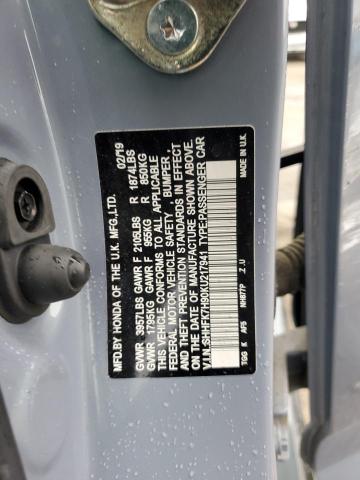 MFD.BY HONDA OF THE U.K. MFG.,LTD. 02/19
GVWR 3957LBS GAWR F 2105LBS R 1874LBS
GVWR 1795KG GAWR F 955KG R 850KG
THIS VEHICLE CONFORMS TO ALL APPLICABLE
FEDERAL MOTOR VEHICLE SAFETY, BUMPER,
AND THEFT PREVENTION STANDARDS IN EFFECT
ON THE DATE OF MANUFACTURE SHOWN ABOVE.
V.I.N. SHHFK7H90KU217941 TYPE:PASSENGER CAR
TGG K AF5 NH877P Z U MADE IN U.K.